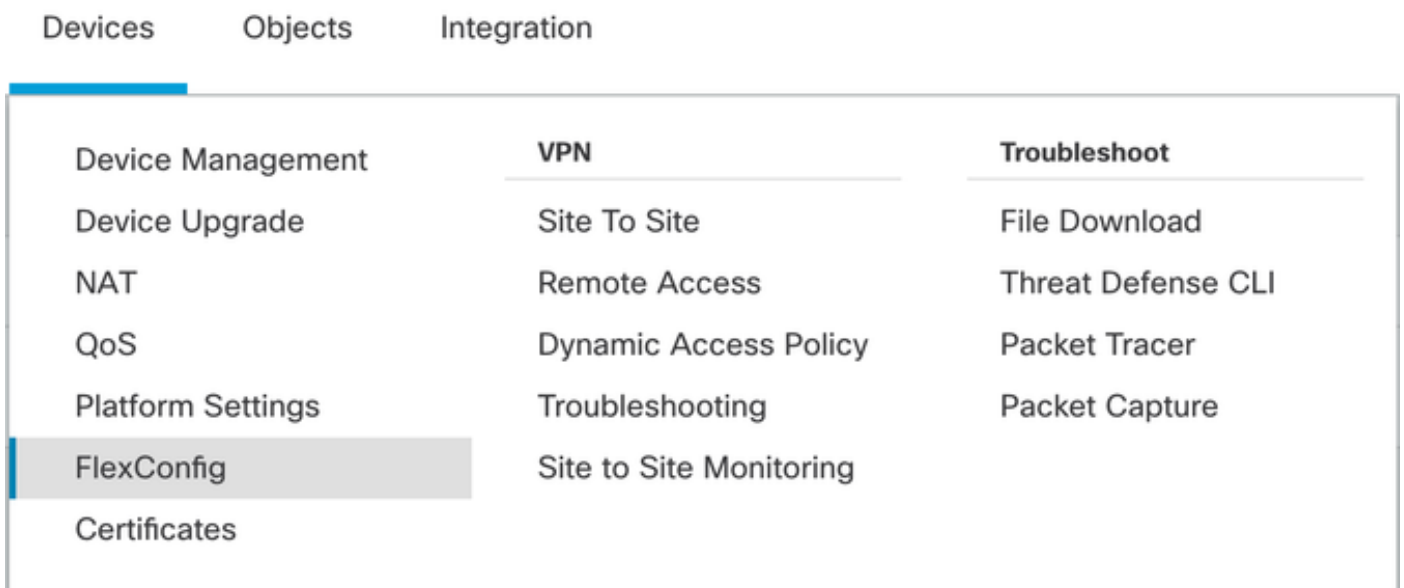 Devices Objects Integration
Device Management
Device Upgrade
NAT
QoS
Platform Settings
FlexConfig
Certificates
VPN
Site To Site
Remote Access
Dynamic Access Policy
Troubleshooting
Site to Site Monitoring
Troubleshoot
File Download
Threat Defense CLI
Packet Tracer
Packet Capture